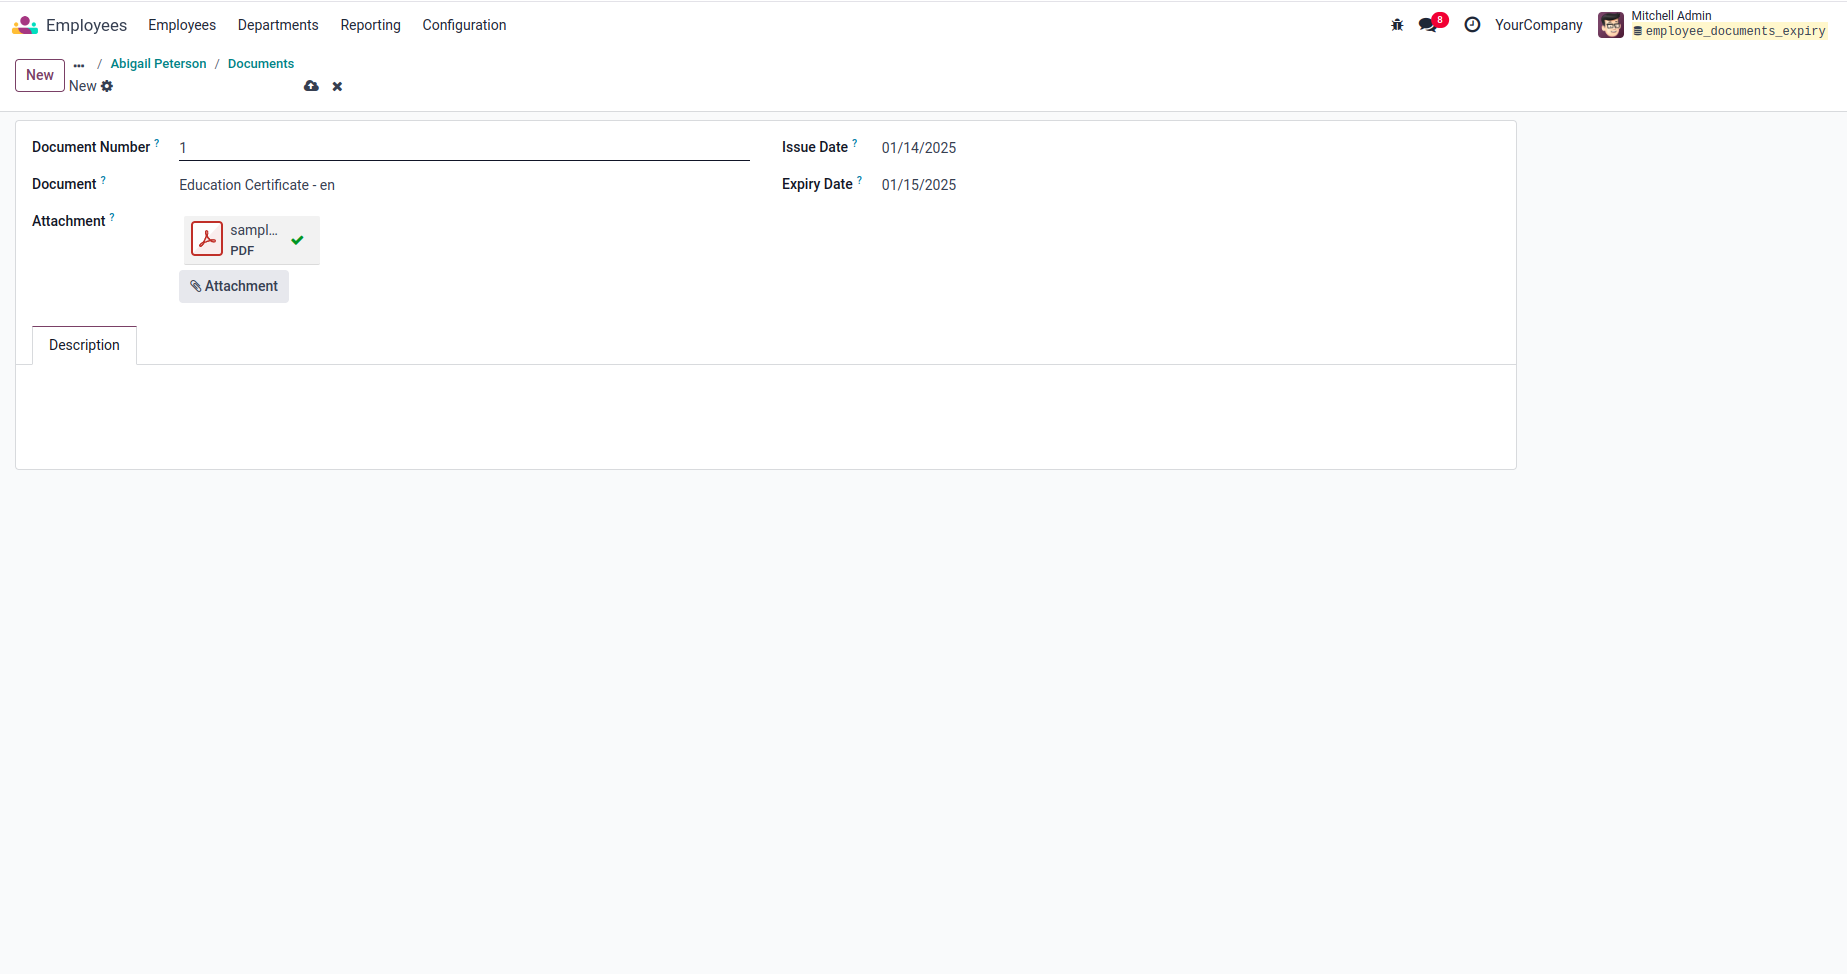 Employees Employees Departments Reporting Configuration 8 YourCompany Mitchell Admin
employee_documents_expiry
New ... / Abigail Peterson / Documents
New
Document Number ? 1 Issue Date ? 01/14/2025
Document ? Education Certificate - en Expiry Date ? 01/15/2025
Attachment ? sampl...
PDF
Attachment
Description